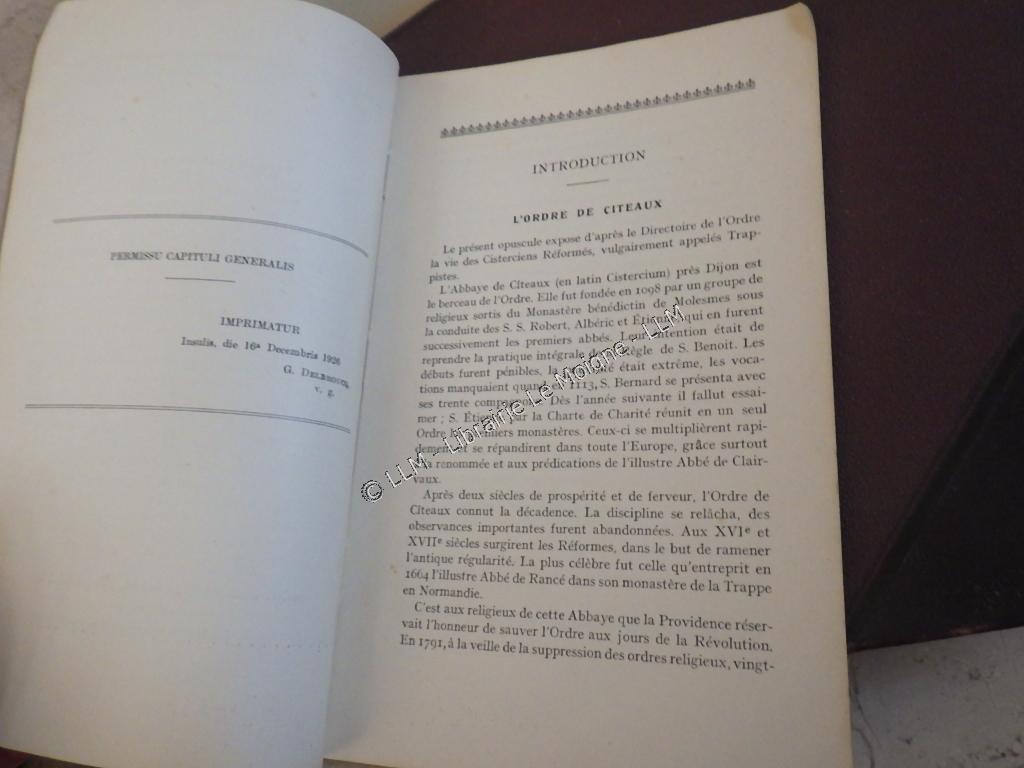 PERMISSU CAPITULI GENERALIS
IMPRIMATUR
Insulis, die 16ª Decembris 1926
G. DELBROUCQ,
v. g.
INTRODUCTION
L'ORDRE DE CITEAUX
Le présent opuscule expose d'après le Directoire de l'Ordre
la vie des Cisterciens Réformés, vulgairement appelés Trap-
pistes.
L'Abbaye de Cîteaux (en latin Cistercium) près Dijon est
le berceau de l'Ordre. Elle fut fondée en 1098 par un groupe de
religieux sortis du Monastère bénédictin de Molesmes sous
la conduite des S. S. Robert, Albéric et Étienne qui en furent
successivement les premiers abbés. Leur intention était de
reprendre la pratique intégrale de la Règle de S. Benoit. Les
débuts furent pénibles, la était extrême, les voca-
tions manquaient quand en 1113, S. Bernard se présenta avec
ses trente compagnons. Dès l'année suivante il fallut essai-
mer ; S. Étienne par la Charte de Charité réunit en un seul
Ordre les premiers monastères. Ceux-ci se multiplièrent rapi-
dement et se répandirent dans toute l'Europe, grâce surtout
à la renommée et aux prédications de l'illustre Abbé de Clair-
vaux.
Après deux siècles de prospérité et de ferveur, l'Ordre de
Cîteaux connut la décadence. La discipline se relâcha, des
observances importantes furent abandonnées. Aux XVIe et
XVIIe siècles surgirent les Réformes, dans le but de ramener
l'antique régularité. La plus célèbre fut celle qu'entreprit en
1664 l'illustre Abbé de Rancé dans son monastère de la Trappe
en Normandie.
C'est aux religieux de cette Abbaye que la Providence réser-
vait l'honneur de sauver l'Ordre aux jours de la Révolution.
En 1791, à la veille de la suppression des ordres religieux, vingt-
© LLM - Librairie Le Moione - LLM